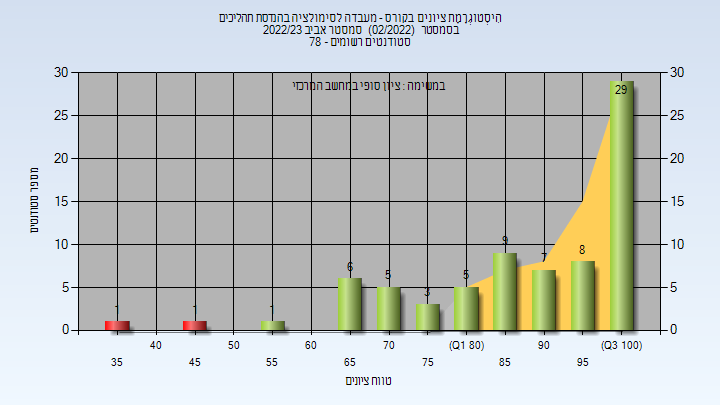 היסטוגרמת ציונים בקורס - מעבדה לסימולציה בהנדסת תהליכים
בסמסטר (02/2022) סמסטר אביב 2022/23
סטודנטים רשומים - 78
במשימה : ציון סופי במחשב המרכזי
30 30
25 25
20 20
15 15
10 10
5 5
0 0
מספר סטודנטים
1 1 1 6 5 3 5 9 7 8 29
40 50 60 70 (Q1 80) 90 (Q3 100)
35 45 55 65 75 85 95
טווח ציונים